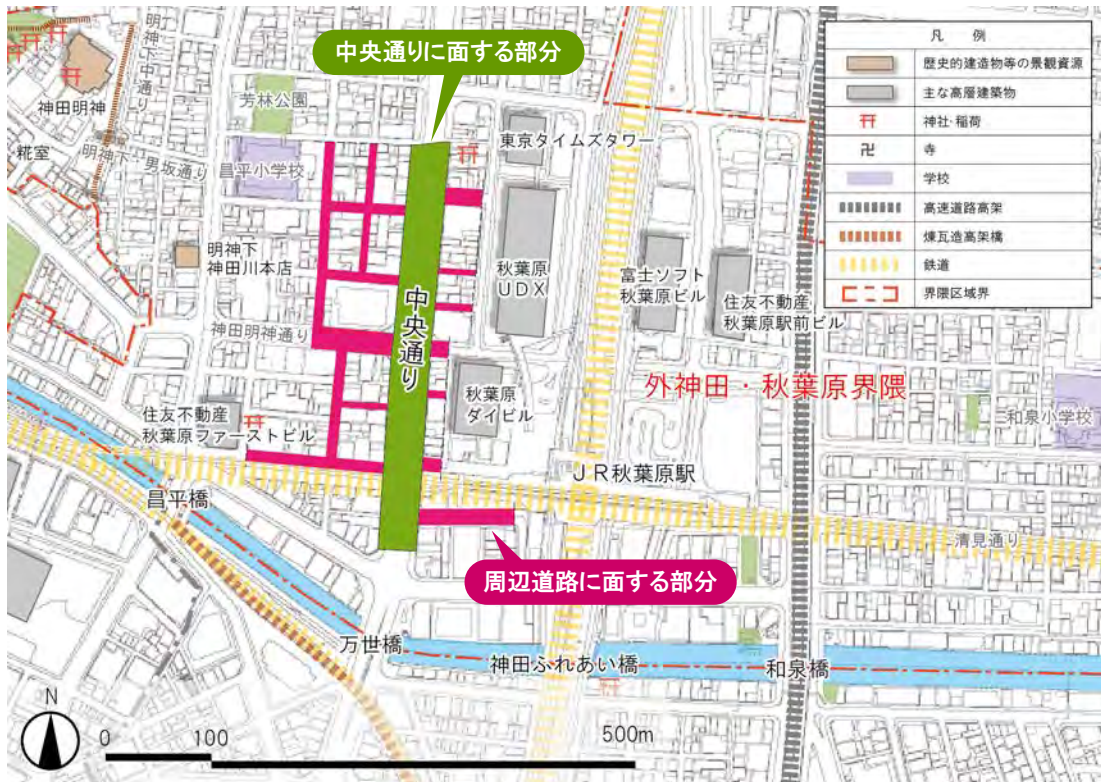 中央通りに面する部分
凡 例
歴史的建造物等の景観資源
主な高層建築物
神社・稲荷
卍
寺
学校
高速道路高架
煉瓦造高架橋
鉄道
界隈区域界
明神下中通り
神田明神
芳林公園
東京タイムズタワー
糀室
明神下
男坂通り
昌平小学校
明神下
神田川本店
秋葉原
UDX
富士ソフト
秋葉原ビル
住友不動産
秋葉原駅前ビル
中央通り
神田明神通り
外神田・秋葉原界隈
秋葉原
ダイビル
住友不動産
秋葉原ファーストビル
和泉小学校
JR秋葉原駅
昌平橋
清見通り
周辺道路に面する部分
万世橋
神田ふれあい橋
和泉橋
N
0
100
500m